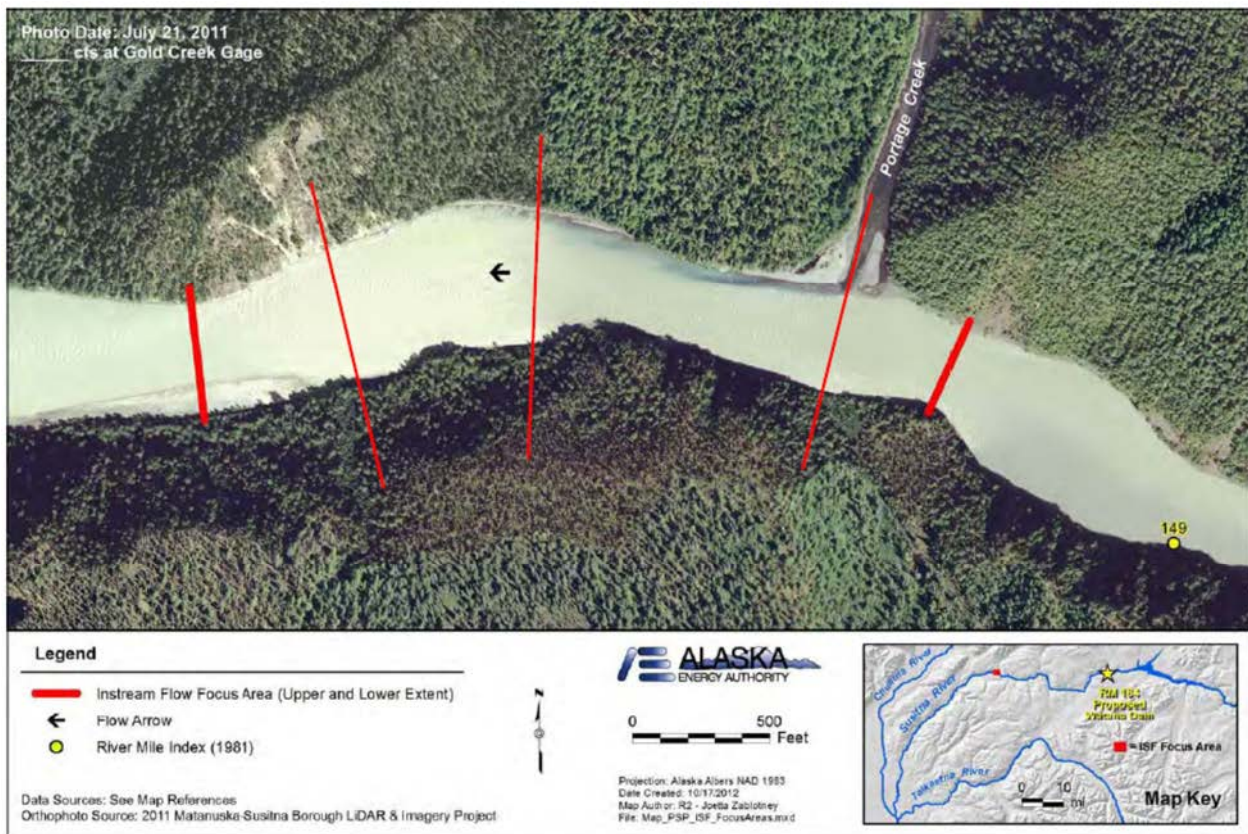 Photo Date: July 21, 2011
_____ cfs at Gold Creek Gage
Portage Creek
149
Legend
Instream Flow Focus Area (Upper and Lower Extent)
Flow Arrow
River Mile Index (1981)
Data Sources: See Map References
Orthophoto Source: 2011 Matanuska-Susitna Borough LiDAR & Imagery Project
N
ALASKA
ENERGY AUTHORITY
0 500
Feet
Projection: Alaska Albers NAD 1983
Date Created: 10/17/2012
Map Author: R2 - Joetta Zablotney
File: Map_PSP_ISF_FocusAreas.mxd
Chulitna River
Susitna River
Talkeetna River
RM 184
Proposed
Watana Dam
= ISF Focus Area
0 10
mi
Map Key